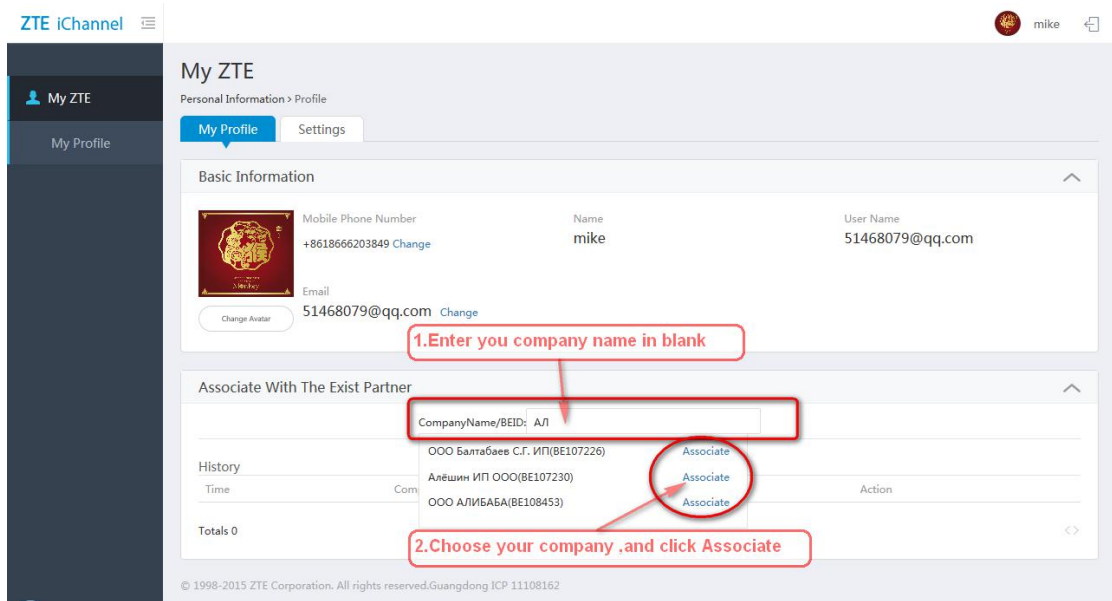 ZTE iChannel
mike
My ZTE
My Profile
My ZTE
Personal Information > Profile
My Profile
Settings
Basic Information
Mobile Phone Number
Name
User Name
+8618666203849 Change
mike
51468079@qq.com
猴
Monkey
Email
Change Avatar
51468079@qq.com Change
1.Enter you company name in blank
Associate With The Exist Partner
CompanyName/BEID: АЛ
ООО Балтабаев С.Г. ИП(BE107226) Associate
History
Алёшин ИП ООО(BE107230) Associate
Time
Com
Action
ООО АЛИБАБА(BE108453) Associate
Totals 0
<>
2.Choose your company ,and click Associate
© 1998-2015 ZTE Corporation. All rights reserved.Guangdong ICP 11108162